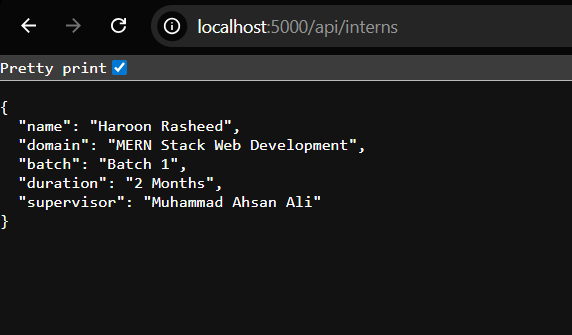 localhost:5000/api/interns
Pretty print
{
  "name": "Haroon Rasheed",
  "domain": "MERN Stack Web Development",
  "batch": "Batch 1",
  "duration": "2 Months",
  "supervisor": "Muhammad Ahsan Ali"
}